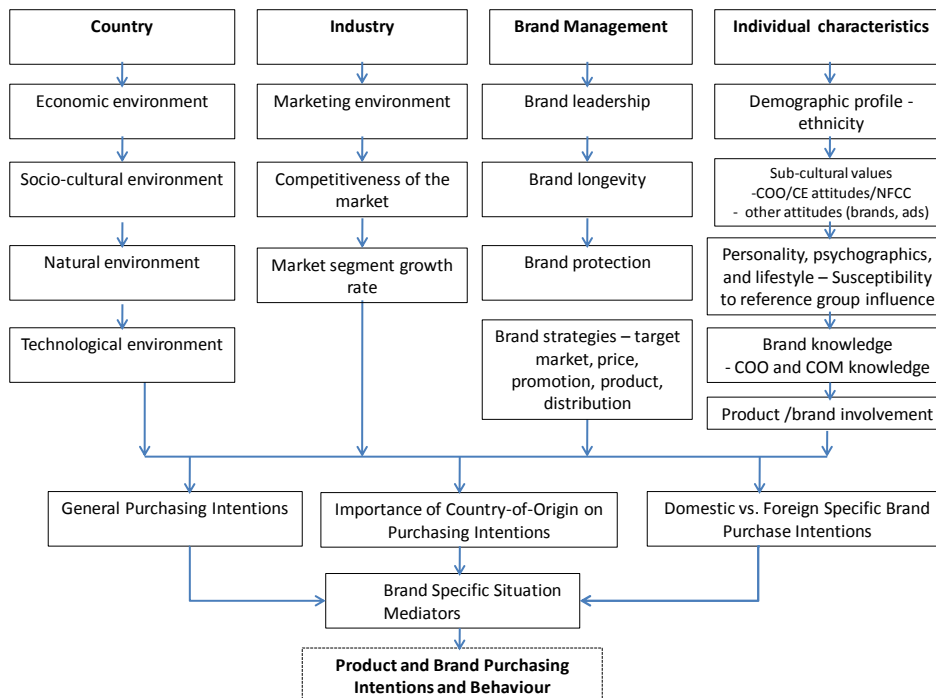 Country
Economic environment
Socio-cultural environment
Natural environment
Technological environment
Industry
Marketing environment
Competitiveness of the
market
Market segment growth
rate
Brand Management
Brand leadership
Brand longevity
Brand protection
Brand strategies – target
market, price,
promotion, product,
distribution
Individual characteristics
Demographic profile -
ethnicity
Sub-cultural values
-COO/CE attitudes/NFCC
- other attitudes (brands, ads)
Personality, psychographics,
and lifestyle – Susceptibility
to reference group influence
Brand knowledge
- COO and COM knowledge
Product /brand involvement
General Purchasing Intentions
Importance of Country-of-Origin on
Purchasing Intentions
Domestic vs. Foreign Specific Brand
Purchase Intentions
Brand Specific Situation
Mediators
Product and Brand Purchasing
Intentions and Behaviour